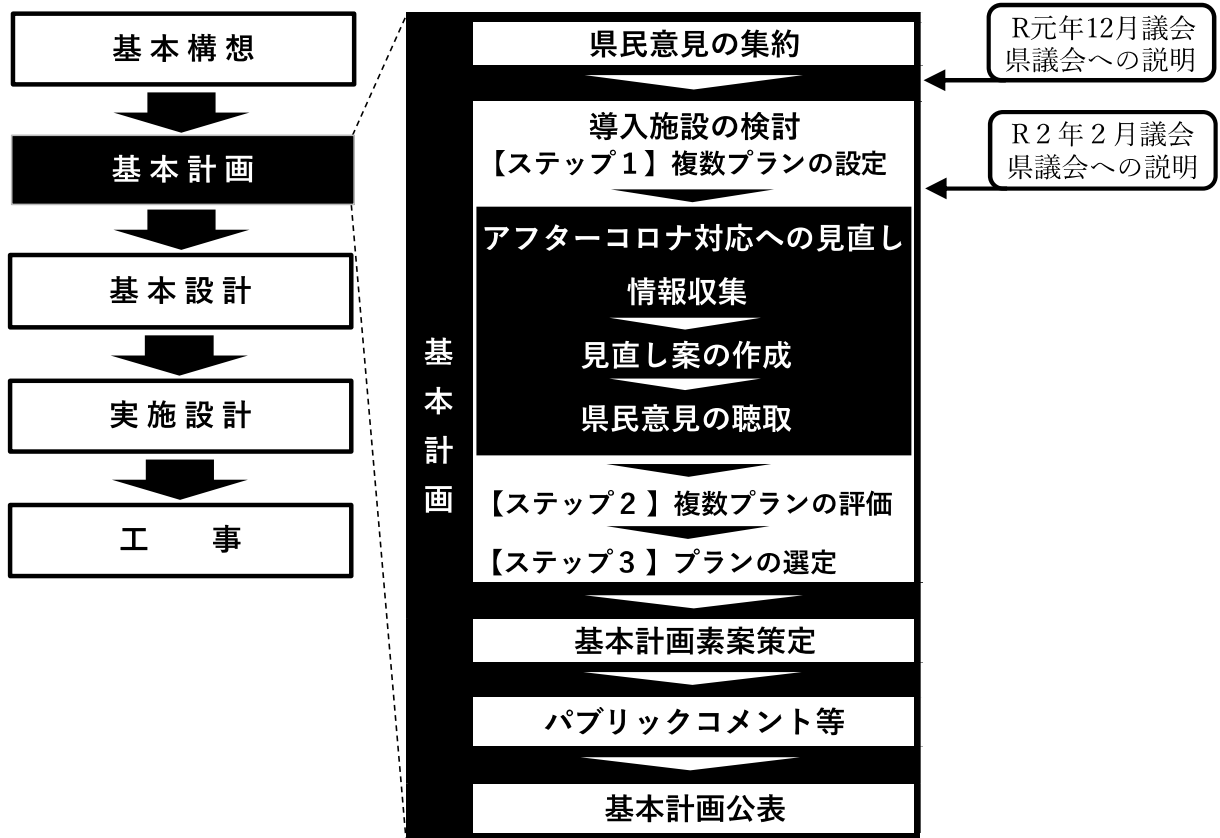 基本構想
基本計画
基本設計
実施設計
工 事
基本計画
県民意見の集約
導入施設の検討
【ステップ１】複数プランの設定
アフターコロナ対応への見直し
情報収集
見直し案の作成
県民意見の聴取
【ステップ２】複数プランの評価
【ステップ３】プランの選定
基本計画素案策定
パブリックコメント等
基本計画公表
R元年12月議会
県議会への説明
R２年２月議会
県議会への説明